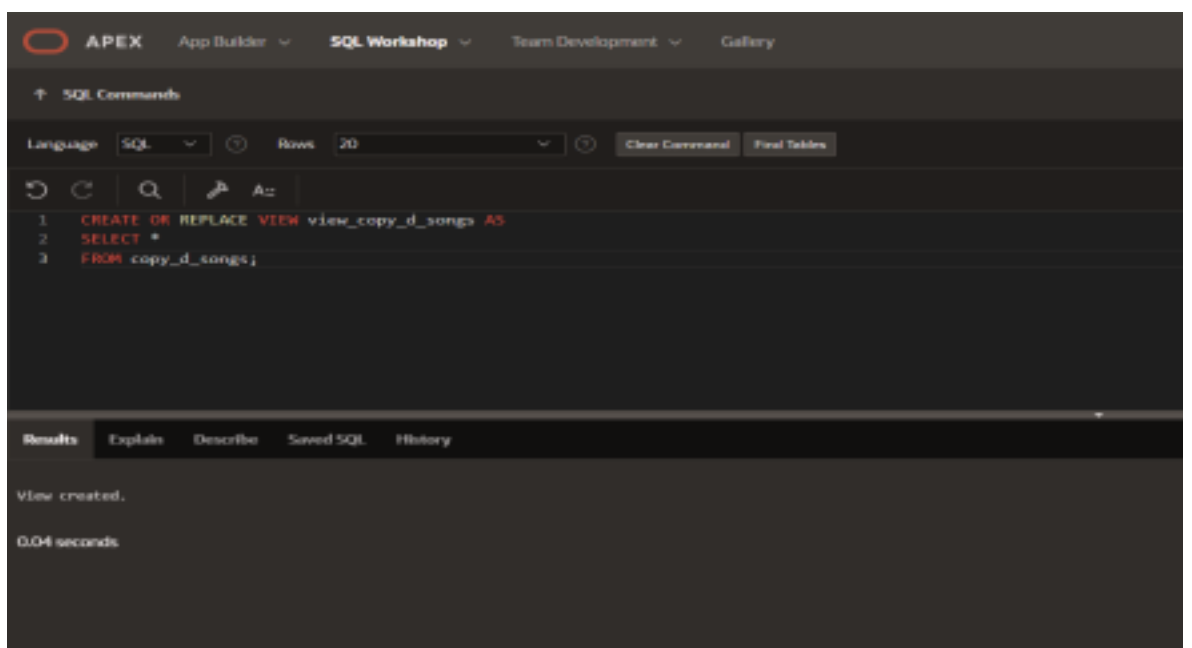 APEX App Builder SQL Workshop Team Development Gallery
↑ SQL Commands
Language SQL Rows 20 Clear Command Find Tables
A::
1 CREATE OR REPLACE VIEW view_copy_d_songs AS
2 SELECT *
3 FROM copy_d_songs;
Results Explain Describe Saved SQL History
View created.
0.04 seconds